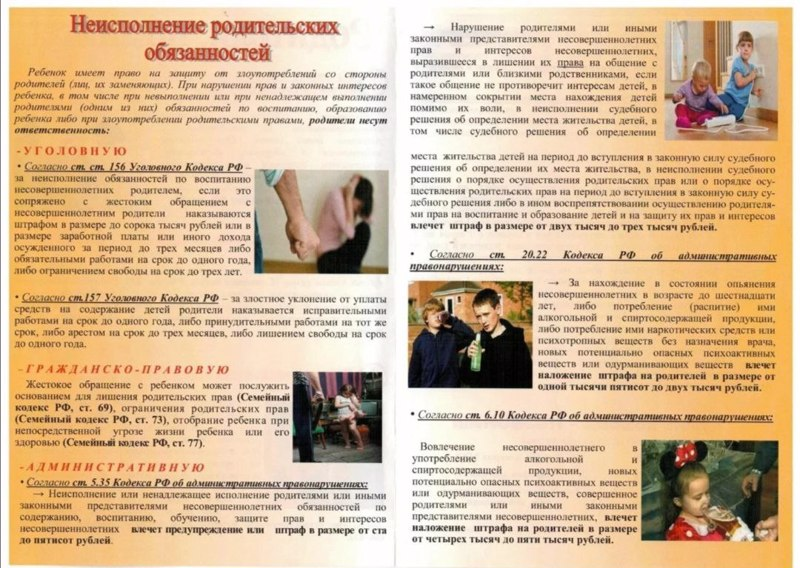 Неисполнение родительских
обязанностей
Ребенок имеет право на защиту от злоупотреблений со стороны
родителей (лиц, их заменяющих). При нарушении прав и законных интересов
ребенка, в том числе при невыполнении или при ненадлежащем выполнении
родителями (одним из них) обязанностей по воспитанию, образованию
ребенка либо при злоупотреблении родительскими правами, родители несут
ответственность:
- УГОЛОВНУЮ
• Согласно ст. ст. 156 Уголовного Кодекса РФ –
за неисполнение обязанностей по воспитанию
несовершеннолетних родителем, если это
сопряжено с жестоким обращением с
несовершеннолетним родители наказываются
штрафом в размере до сорока тысяч рублей или в
размере заработной платы или иного дохода
осужденного за период до трех месяцев либо
обязательными работами на срок до одного года,
либо ограничением свободы на срок до трех лет.
• Согласно ст.157 Уголовного Кодекса РФ – за злостное уклонение от уплаты
средств на содержание детей родители наказывается исправительными
работами на срок до одного года, либо принудительными работами на тот же
срок, либо арестом на срок до трех месяцев, либо лишением свободы на срок
до одного года.
–ГРАЖДАНСКО-ПРАВОВУЮ
Жестокое обращение с ребенком может послужить
основанием для лишения родительских прав (Семейный
кодекс РФ, ст. 69), ограничения родительских прав
(Семейный кодекс РФ, ст. 73), отобрание ребенка при
непосредственной угрозе жизни ребенка или его
здоровью (Семейный кодекс РФ, ст. 77).
-АДМИНИСТРАТИВНУЮ
• Согласно ст. 5.35 Кодекса РФ об административных правонарушениях:
→ Неисполнение или ненадлежащее исполнение родителями или иными
законными представителями несовершеннолетних обязанностей по
содержанию, воспитанию, обучению, защите прав и интересов
несовершеннолетних влечет предупреждение или штраф в размере от ста
до пятисот рублей.
→ Нарушение родителями или иными
законными представителями несовершеннолетних
прав и интересов несовершеннолетних,
выразившееся в лишении их права на общение с
родителями или близкими родственниками, если
такое общение не противоречит интересам детей, в
намеренном сокрытии места нахождения детей
помимо их воли, в неисполнении судебного
решения об определении места жительства детей, в
том числе судебного решения об определении
места жительства детей на период до вступления в законную силу судебного
решения об определении их места жительства, в неисполнении судебного
решения о порядке осуществления родительских прав или о порядке осу-
ществления родительских прав на период до вступления в законную силу су-
дебного решения либо в ином воспрепятствовании осуществлению родителя-
ми прав на воспитание и образование детей и на защиту их прав и интересов
влечет штраф в размере от двух тысяч до трех тысяч рублей.
• Согласно ст. 20.22 Кодекса РФ об административных
правонарушениях:
→ За нахождение в состоянии опьянения
несовершеннолетних в возрасте до шестнадцати
лет, либо потребление (распитие) ими
алкогольной и спиртосодержащей продукции,
либо потребление ими наркотических средств или
психотропных веществ без назначения врача,
новых потенциально опасных психоактивных
веществ или одурманивающих веществ влечет
наложение штрафа на родителей в размере от
одной тысячи пятисот до двух тысяч рублей.
• Согласно ст. 6.10 Кодекса РФ об административных правонарушениях:
Вовлечение несовершеннолетнего в
употребление алкогольной и
спиртосодержащей продукции, новых
потенциально опасных психоактивных веществ
или одурманивающих веществ, совершенное
родителями или иными законными
представителями несовершеннолетних, влечет
наложение штрафа на родителей в размере
от четырех тысяч до пяти тысяч рублей.